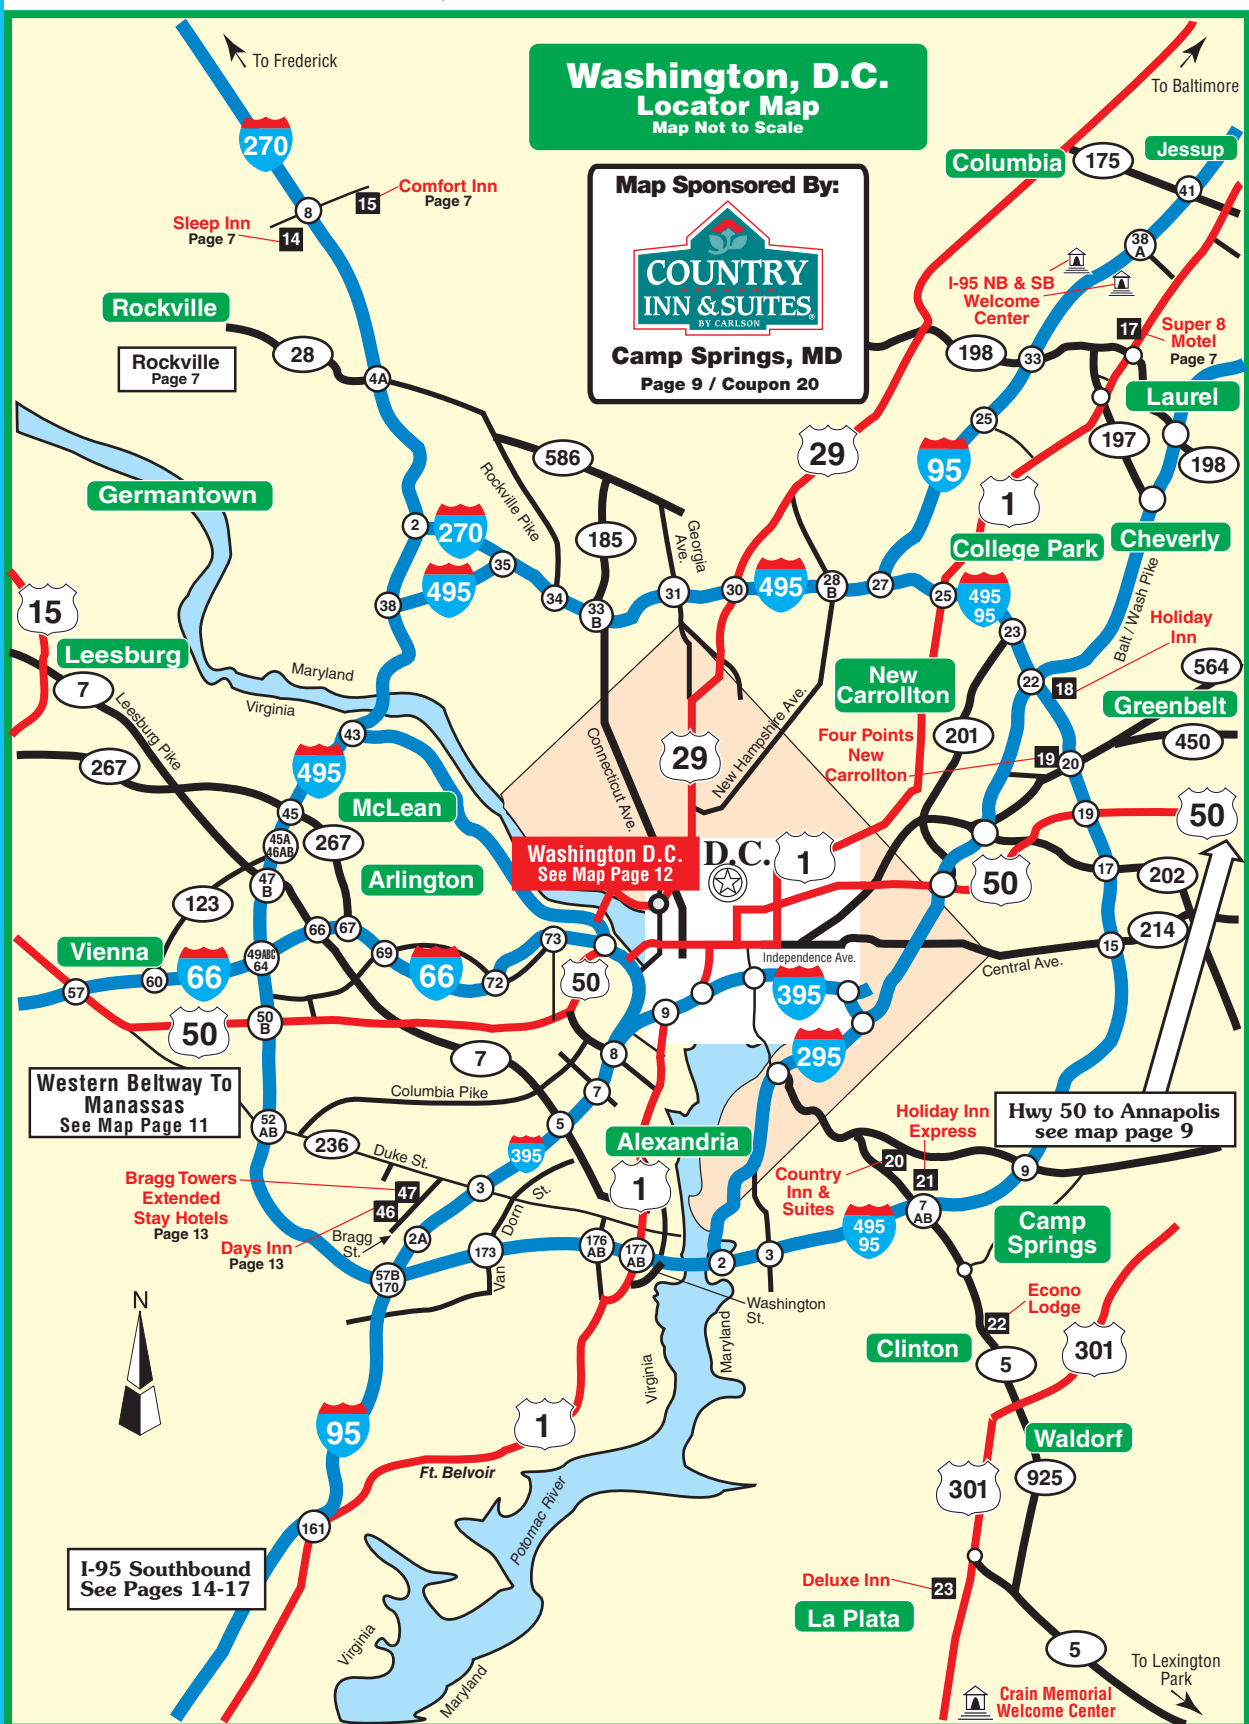 To Frederick
Washington, D.C.
Locator Map
Map Not to Scale
To Baltimore
270
Columbia
175
Jessup
41
Map Sponsored By:
COUNTRY
INN & SUITES®
BY CARLSON
Camp Springs, MD
Page 9 / Coupon 20
Comfort Inn
Page 7
15
8
Sleep Inn
Page 7
14
38
A
I-95 NB & SB
Welcome
Center
Rockville
28
Rockville
Page 7
4A
17
Super 8
Motel
Page 7
198
33
Laurel
25
197
198
29
95
586
Rockville Pike
Germantown
1
2
270
185
Georgia
Ave.
College Park
Cheverly
35
495
38
34
33
B
31
30
495
28
B
27
25
495
95
23
Balt / Wash Pike
Holiday
Inn
15
Leesburg
7
Leesburg Pike
Maryland
Virginia
22
18
564
New
Carrollton
Greenbelt
43
29
New Hampshire Ave.
Connecticut Ave.
Four Points
New
Carrollton
201
19
20
450
267
495
45
McLean
19
50
45A
46AB
267
Washington D.C.
See Map Page 12
D.C.
1
47
B
Arlington
50
17
202
123
66
67
214
Vienna
49ABC
64
69
73
15
Independence Ave.
Central Ave.
57
60
66
66
72
50
395
50
50
B
9
295
7
8
Western Beltway To
Manassas
See Map Page 11
Columbia Pike
7
5
Hwy 50 to Annapolis
see map page 9
52
AB
236
395
Alexandria
Holiday Inn
Express
Duke St.
20
21
9
Country
Inn &
Suites
Bragg Towers
Extended
Stay Hotels
Page 13
47
46
3
1
Days Inn
Page 13
Bragg
St.
2A
Van Dorn St.
173
176
AB
177
AB
2
3
495
95
7
AB
Camp
Springs
57B
170
Washington
St.
N
Econo
Lodge
22
Virginia
Maryland
Clinton
5
301
95
1
Waldorf
Ft. Belvoir
301
925
161
Potomac River
I-95 Southbound
See Pages 14-17
Deluxe Inn
23
La Plata
Virginia
Maryland
5
To Lexington
Park
Crain Memorial
Welcome Center